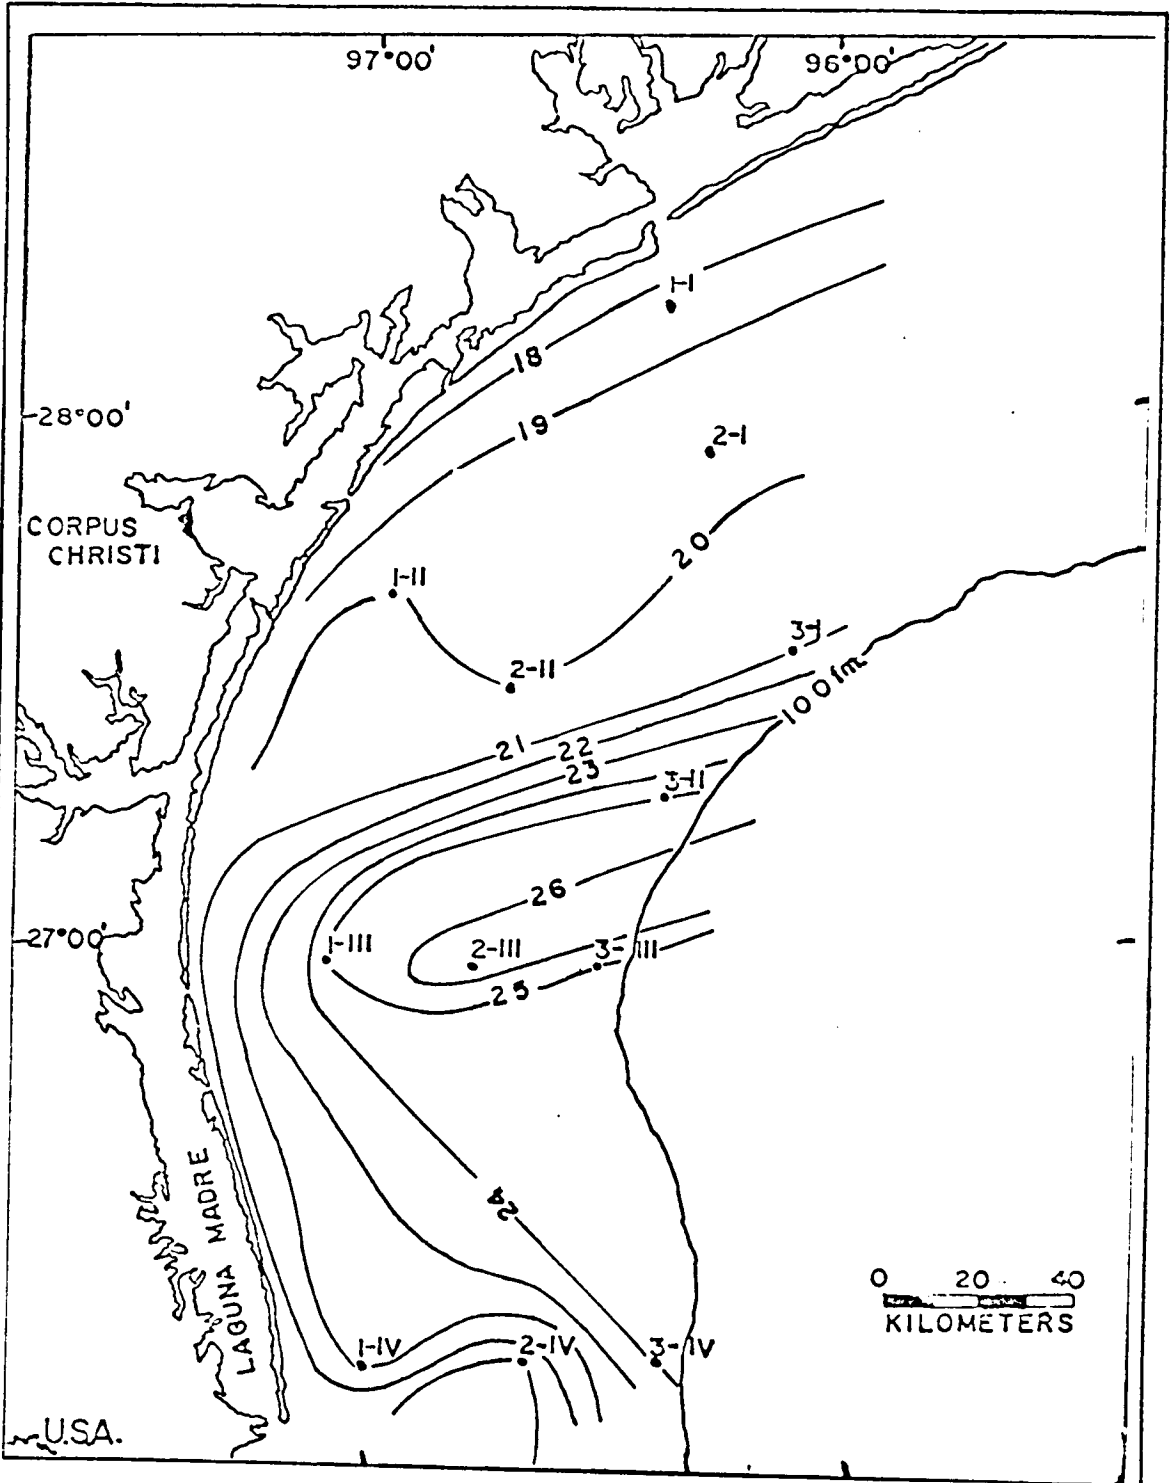 97°00' 96°00'
1-I
18
28°00'
19
2-I
CORPUS
CHRISTI
20
1-II
3-I
2-II
100fm.
21
22
23
3-II
26
27°00'
1-III
2-III
3-III
25
24
LAGUNA MADRE
0 20 40
KILOMETERS
1-IV
2-IV
3-IV
U.S.A.